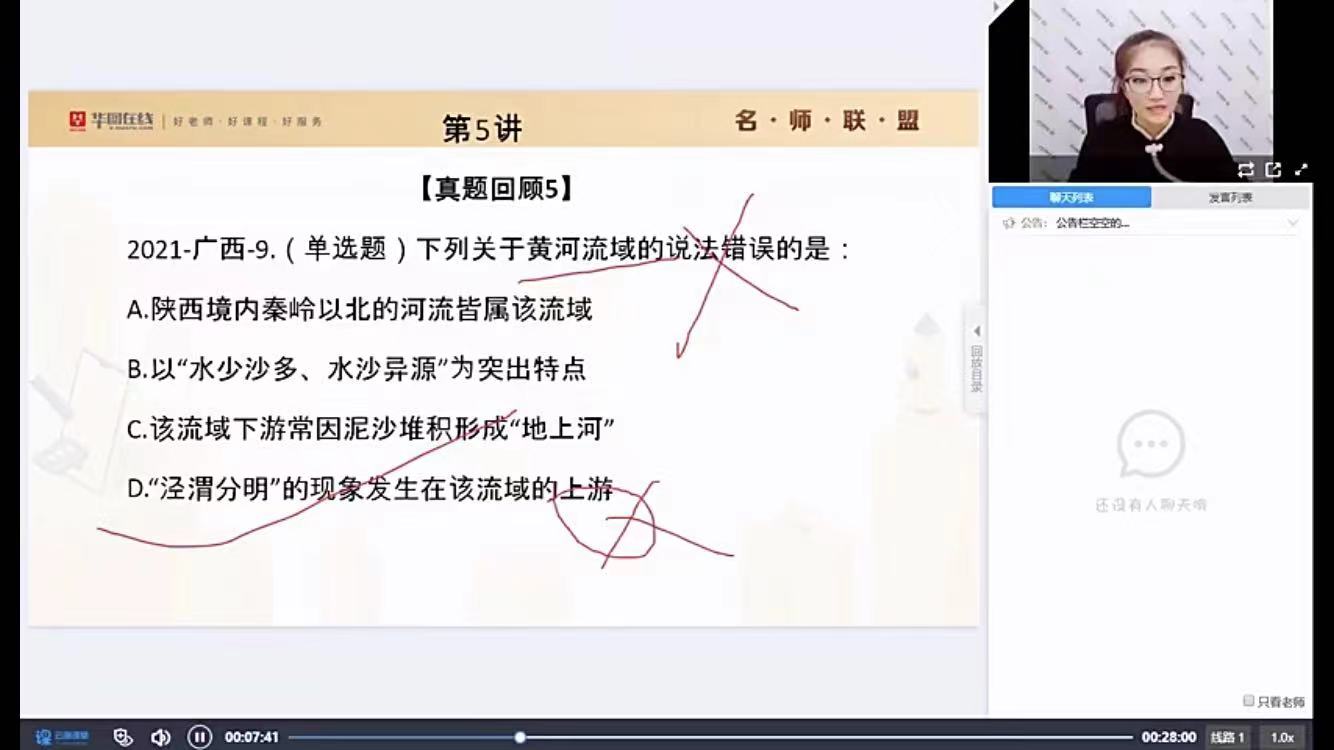 华图在线
好老师·好课程·好服务
第5讲
名·师·联·盟
【真题回顾5】
2021-广西-9.（单选题）下列关于黄河流域的说法错误的是：
A.陕西境内秦岭以北的河流皆属该流域
B.以“水少沙多、水沙异源”为突出特点
C.该流域下游常因泥沙堆积形成“地上河”
D.“泾渭分明”的现象发生在该流域的上游
聊天列表
发言列表
公告：
公告栏空空的...
回放目录
还没有人聊天哦
只看老师
00:07:41
00:28:00
线路 1
1.0x